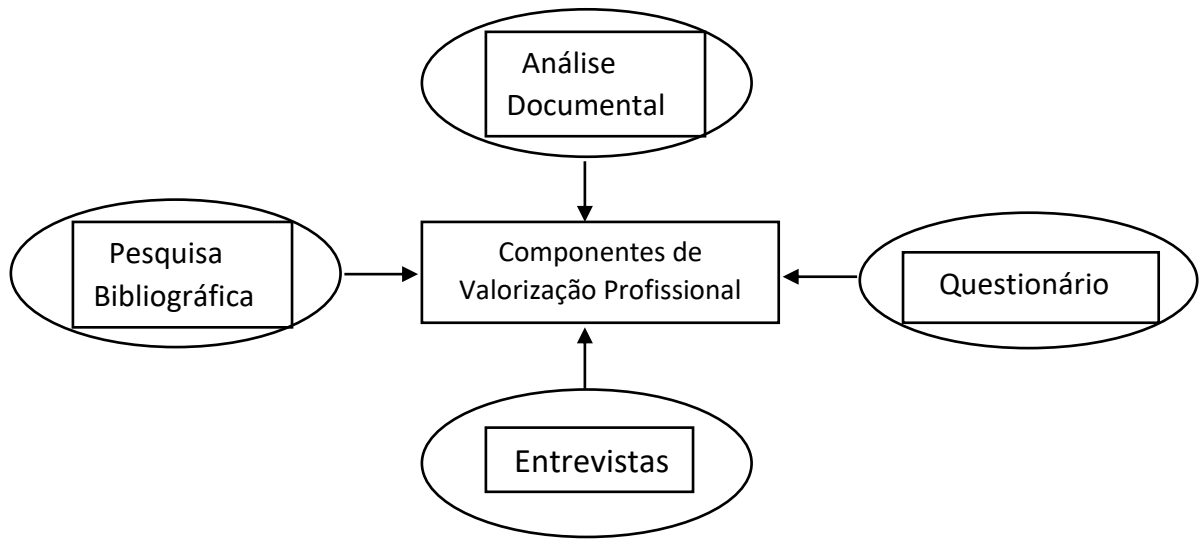 Análise
Documental
Pesquisa
Bibliográfica
Componentes de
Valorização Profissional
Questionário
Entrevistas